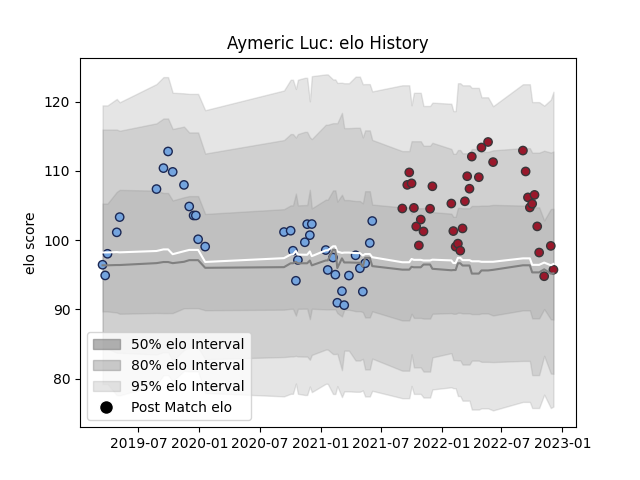 Aymeric Luc: elo History
elo score
120
110
100
90
80
50% elo Interval
80% elo Interval
95% elo Interval
Post Match elo
2019-07 2020-01 2020-07 2021-01 2021-07 2022-01 2022-07 2023-01